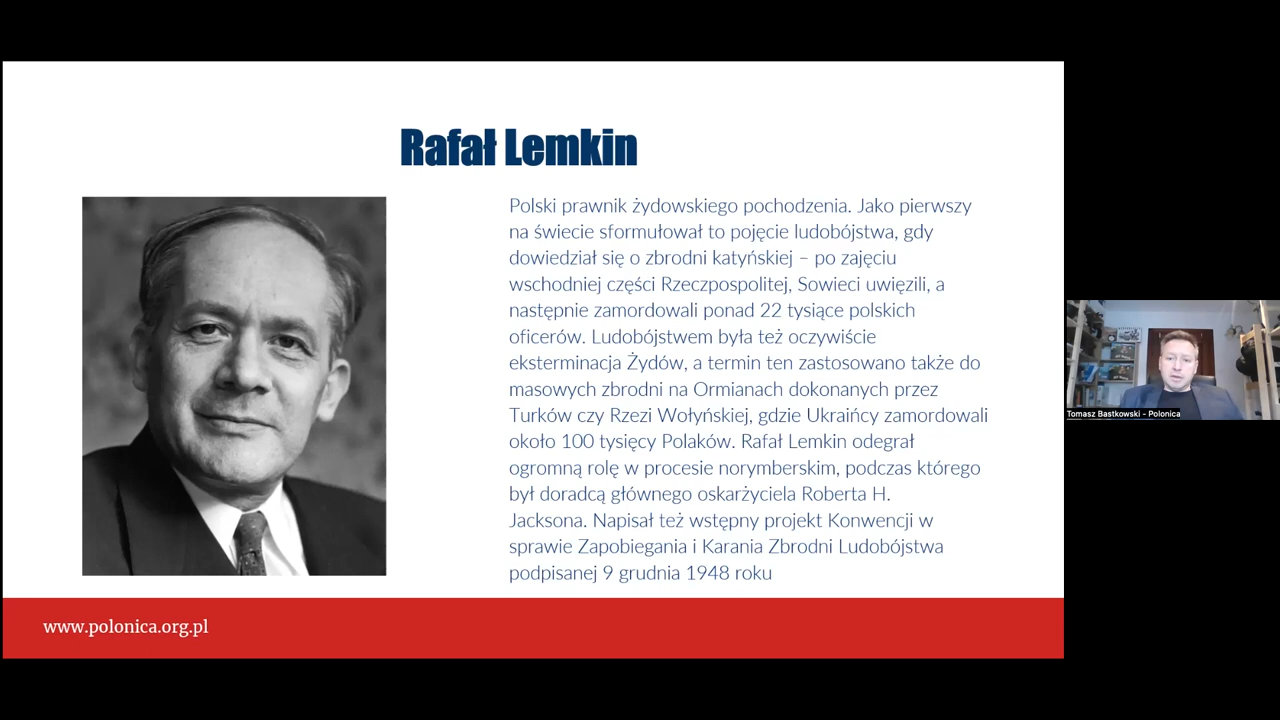 Rafał Lemkin
Polski prawnik żydowskiego pochodzenia. Jako pierwszy
na świecie sformułował to pojęcie ludobójstwa, gdy
dowiedział się o zbrodni katyńskiej – po zajęciu
wschodniej części Rzeczpospolitej, Sowieci uwięzili, a
następnie zamordowali ponad 22 tysiące polskich
oficerów. Ludobójstwem była też oczywiście
eksterminacja Żydów, a termin ten zastosowano także do
masowych zbrodni na Ormianach dokonanych przez
Turków czy Rzezi Wołyńskiej, gdzie Ukraińcy zamordowali
około 100 tysięcy Polaków. Rafał Lemkin odegrał
ogromną rolę w procesie norymberskim, podczas którego
był doradcą głównego oskarżyciela Roberta H.
Jacksona. Napisał też wstępny projekt Konwencji w
sprawie Zapobiegania i Karania Zbrodni Ludobójstwa
podpisanej 9 grudnia 1948 roku
www.polonica.org.pl
Tomasz Bastkowski - Polonica